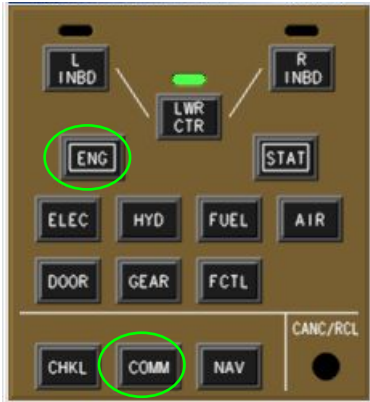 L
INBD
R
INBD
LWR
CTR
ENG
STAT
ELEC
HYD
FUEL
AIR
DOOR
GEAR
FCTL
CANC/RCL
CHKL
COMM
NAV